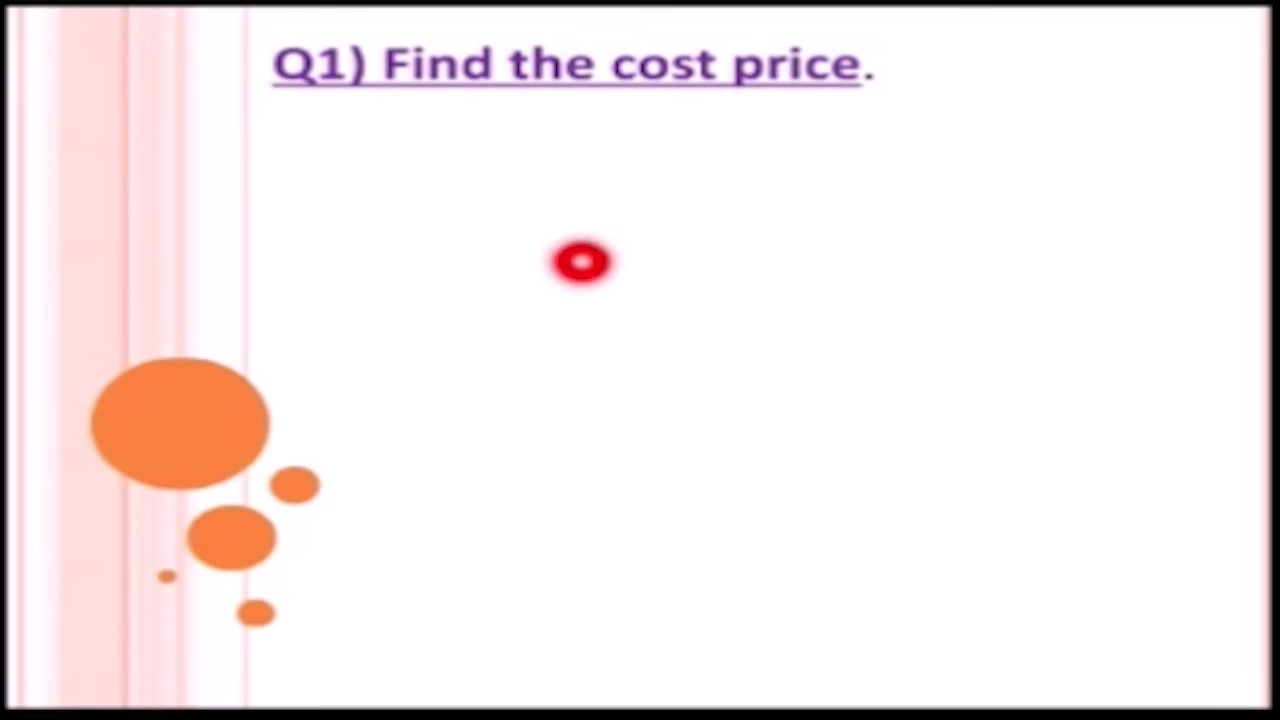 Q1) Find the cost price.